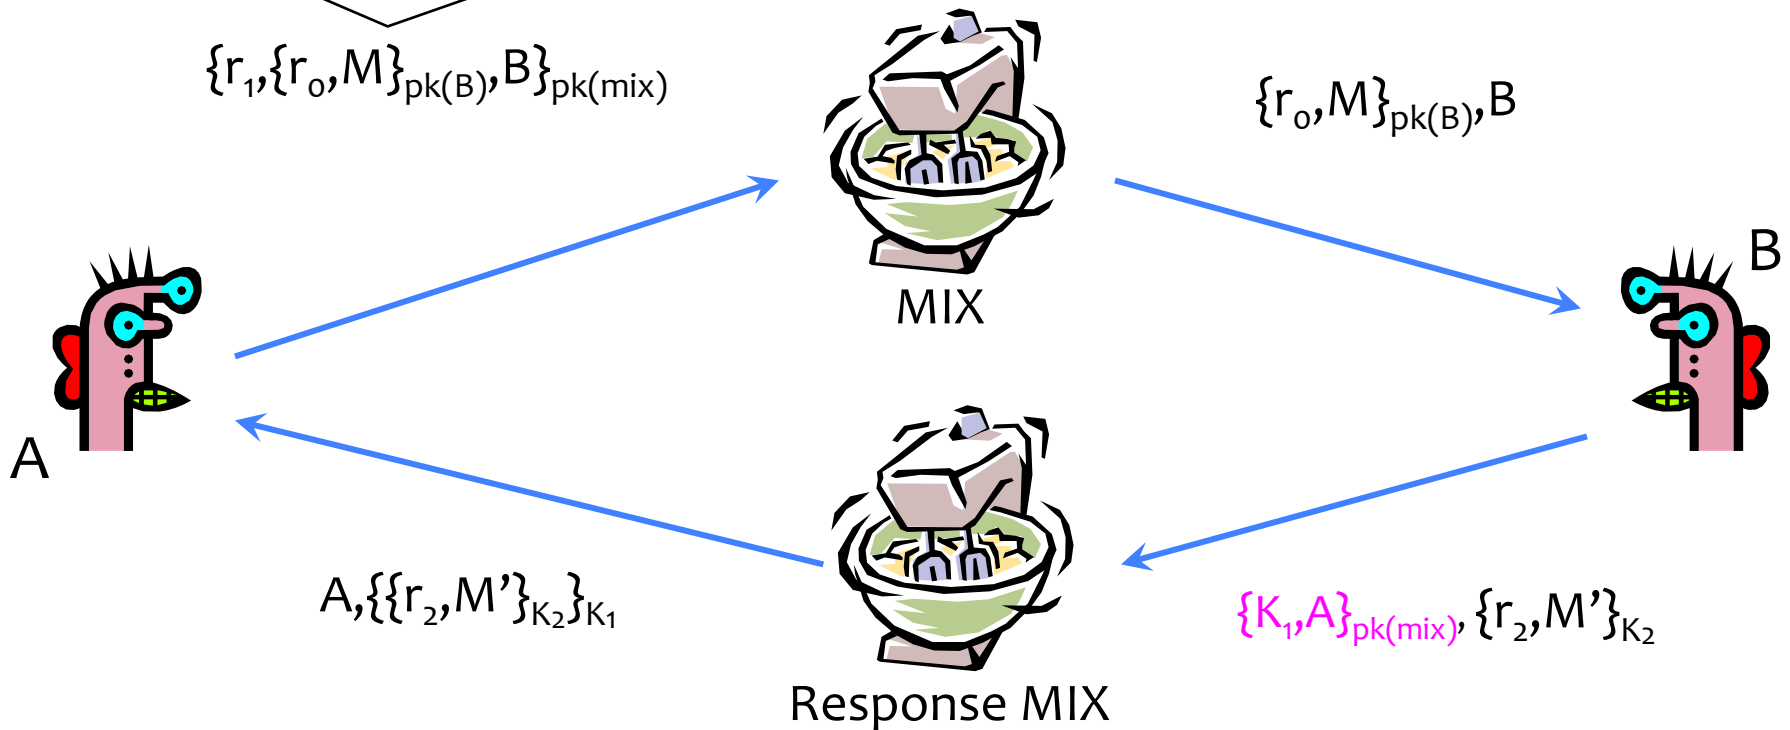 {r₁,{r₀,M}pk(B),B}pk(mix)
{r₀,M}pk(B),B
B
MIX
A
A,{{r₂,M’}K₂}K₁
{K₁,A}pk(mix), {r₂,M’}K₂
Response MIX